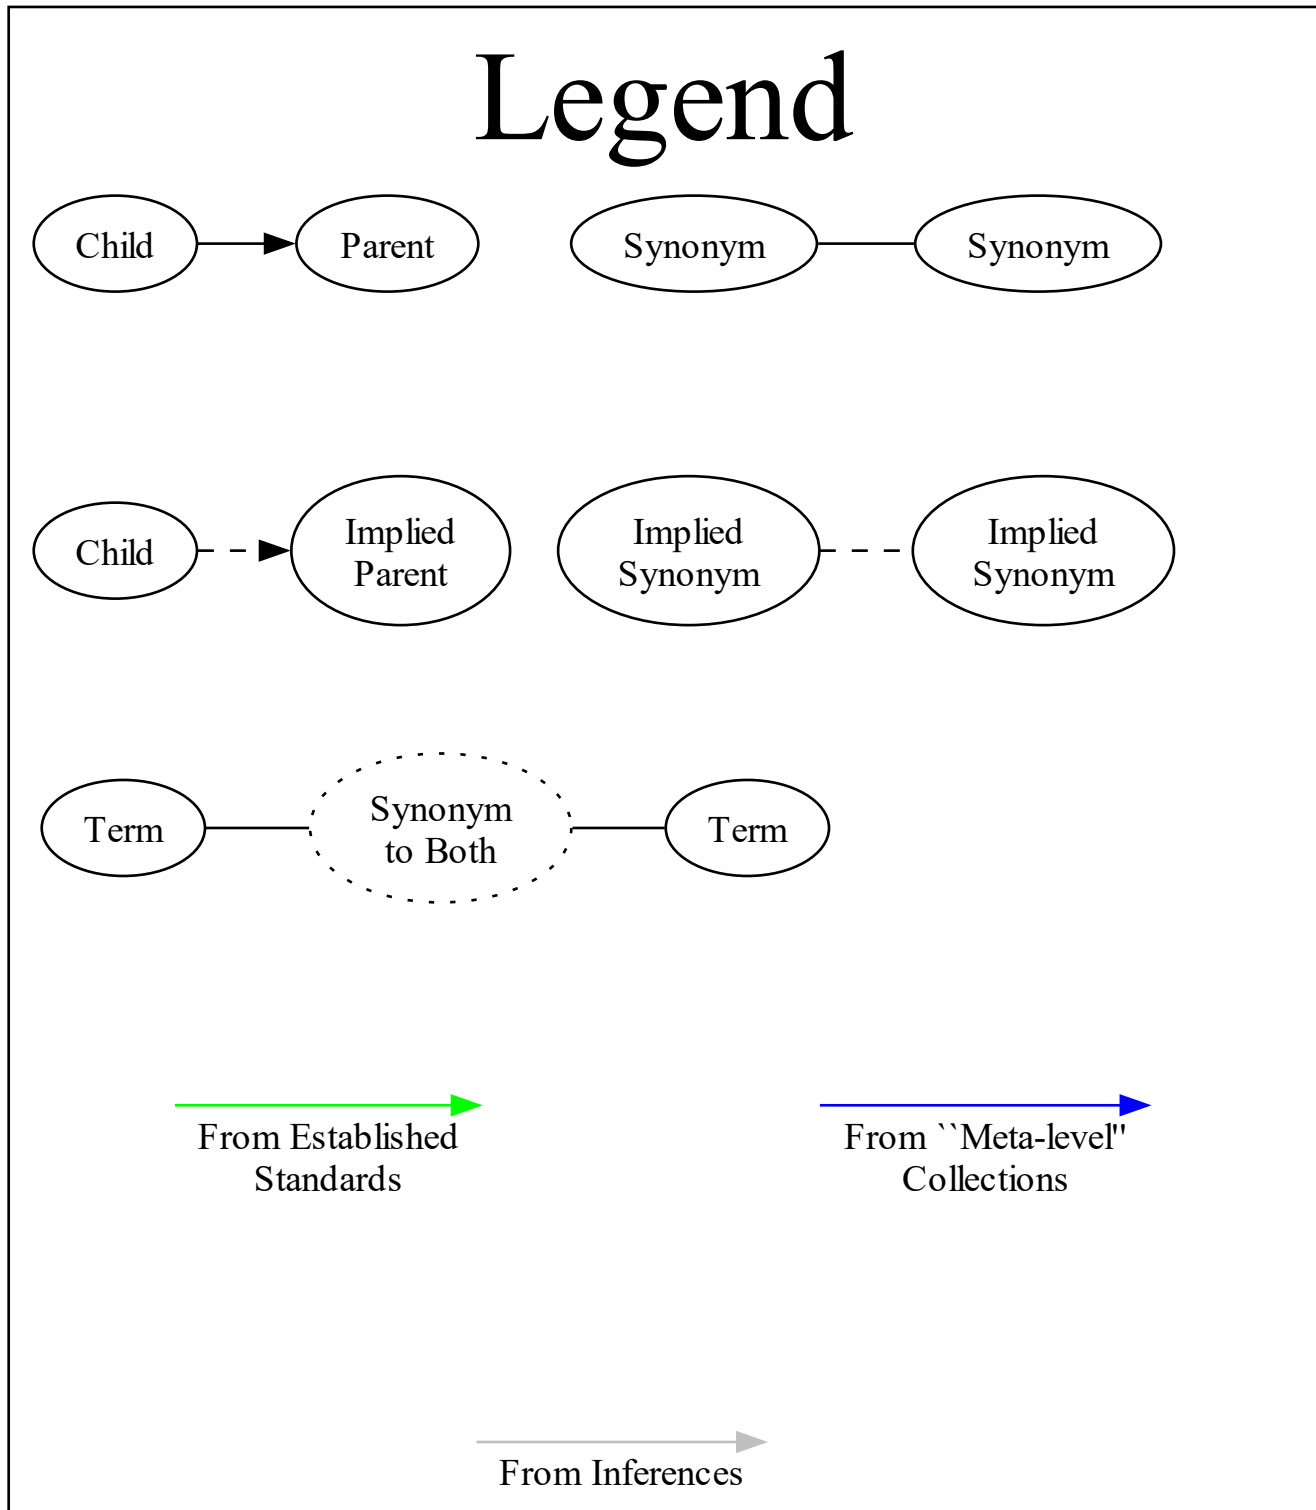 Legend
Child
Parent
Synonym
Synonym
Child
Implied
Parent
Implied
Synonym
Implied
Synonym
Term
Synonym
to Both
Term
From Established
Standards
From ``Meta-level"
Collections
From Inferences